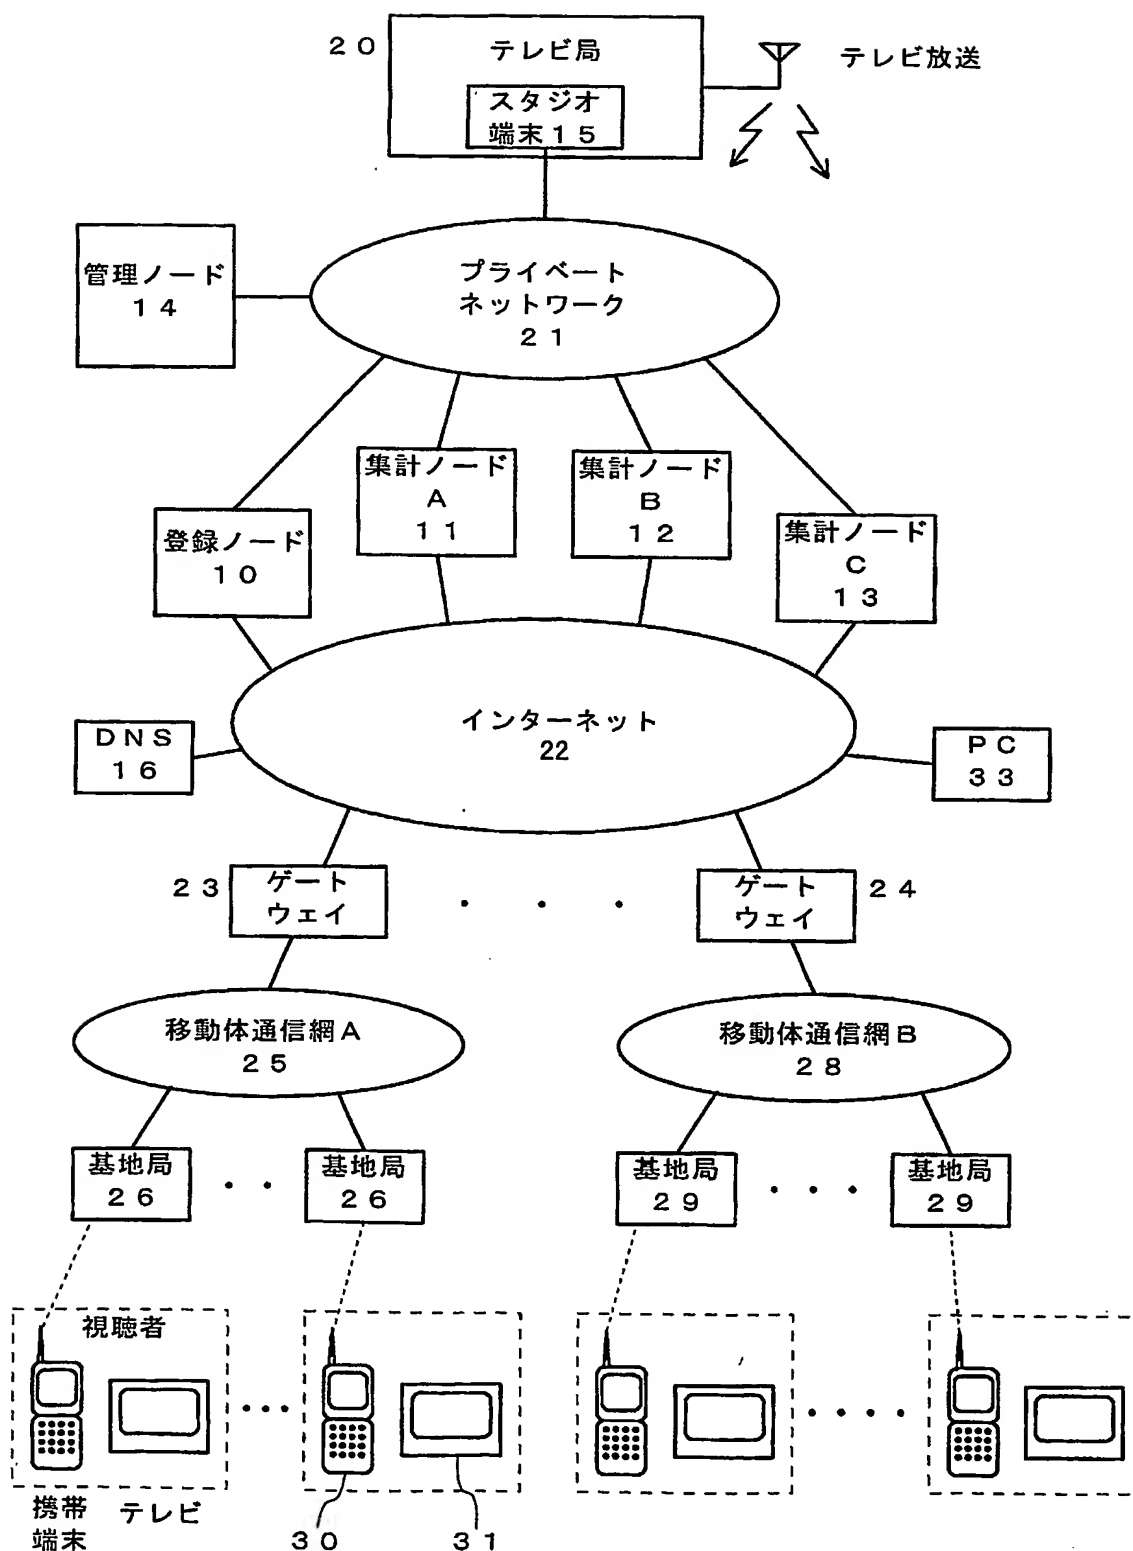 ２０
テレビ局
テレビ放送
スタジオ
端末１５
管理ノード
１４
プライベート
ネットワーク
２１
登録ノード
１０
集計ノード
Ａ
１１
集計ノード
Ｂ
１２
集計ノード
Ｃ
１３
インターネット
22
ＤＮＳ
１６
ＰＣ
３３
２３
ゲート
ウェイ
ゲート
ウェイ
２４
移動体通信網Ａ
２５
移動体通信網Ｂ
２８
基地局
２６
基地局
２６
基地局
２９
基地局
２９
視聴者
携帯
端末
テレビ
３０
３１